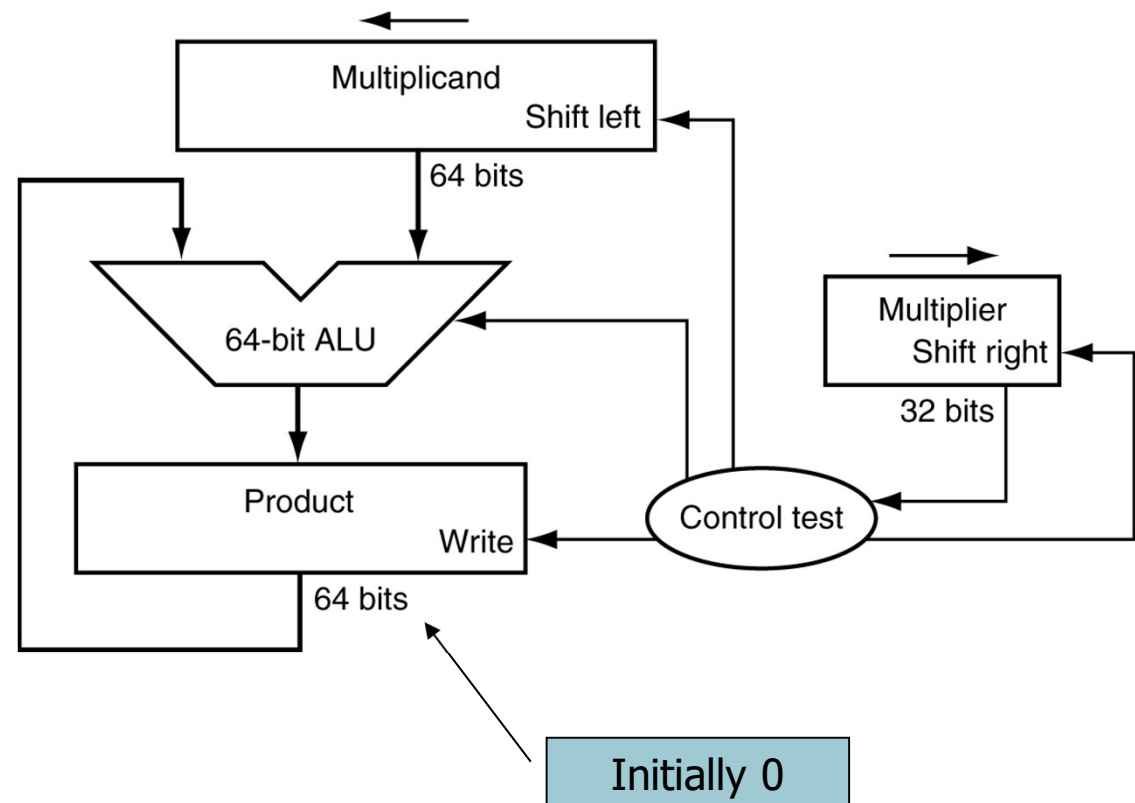 Multiplicand
Shift left
64 bits
64-bit ALU
Multiplier
Shift right
32 bits
Product
Write
Control test
64 bits
Initially 0